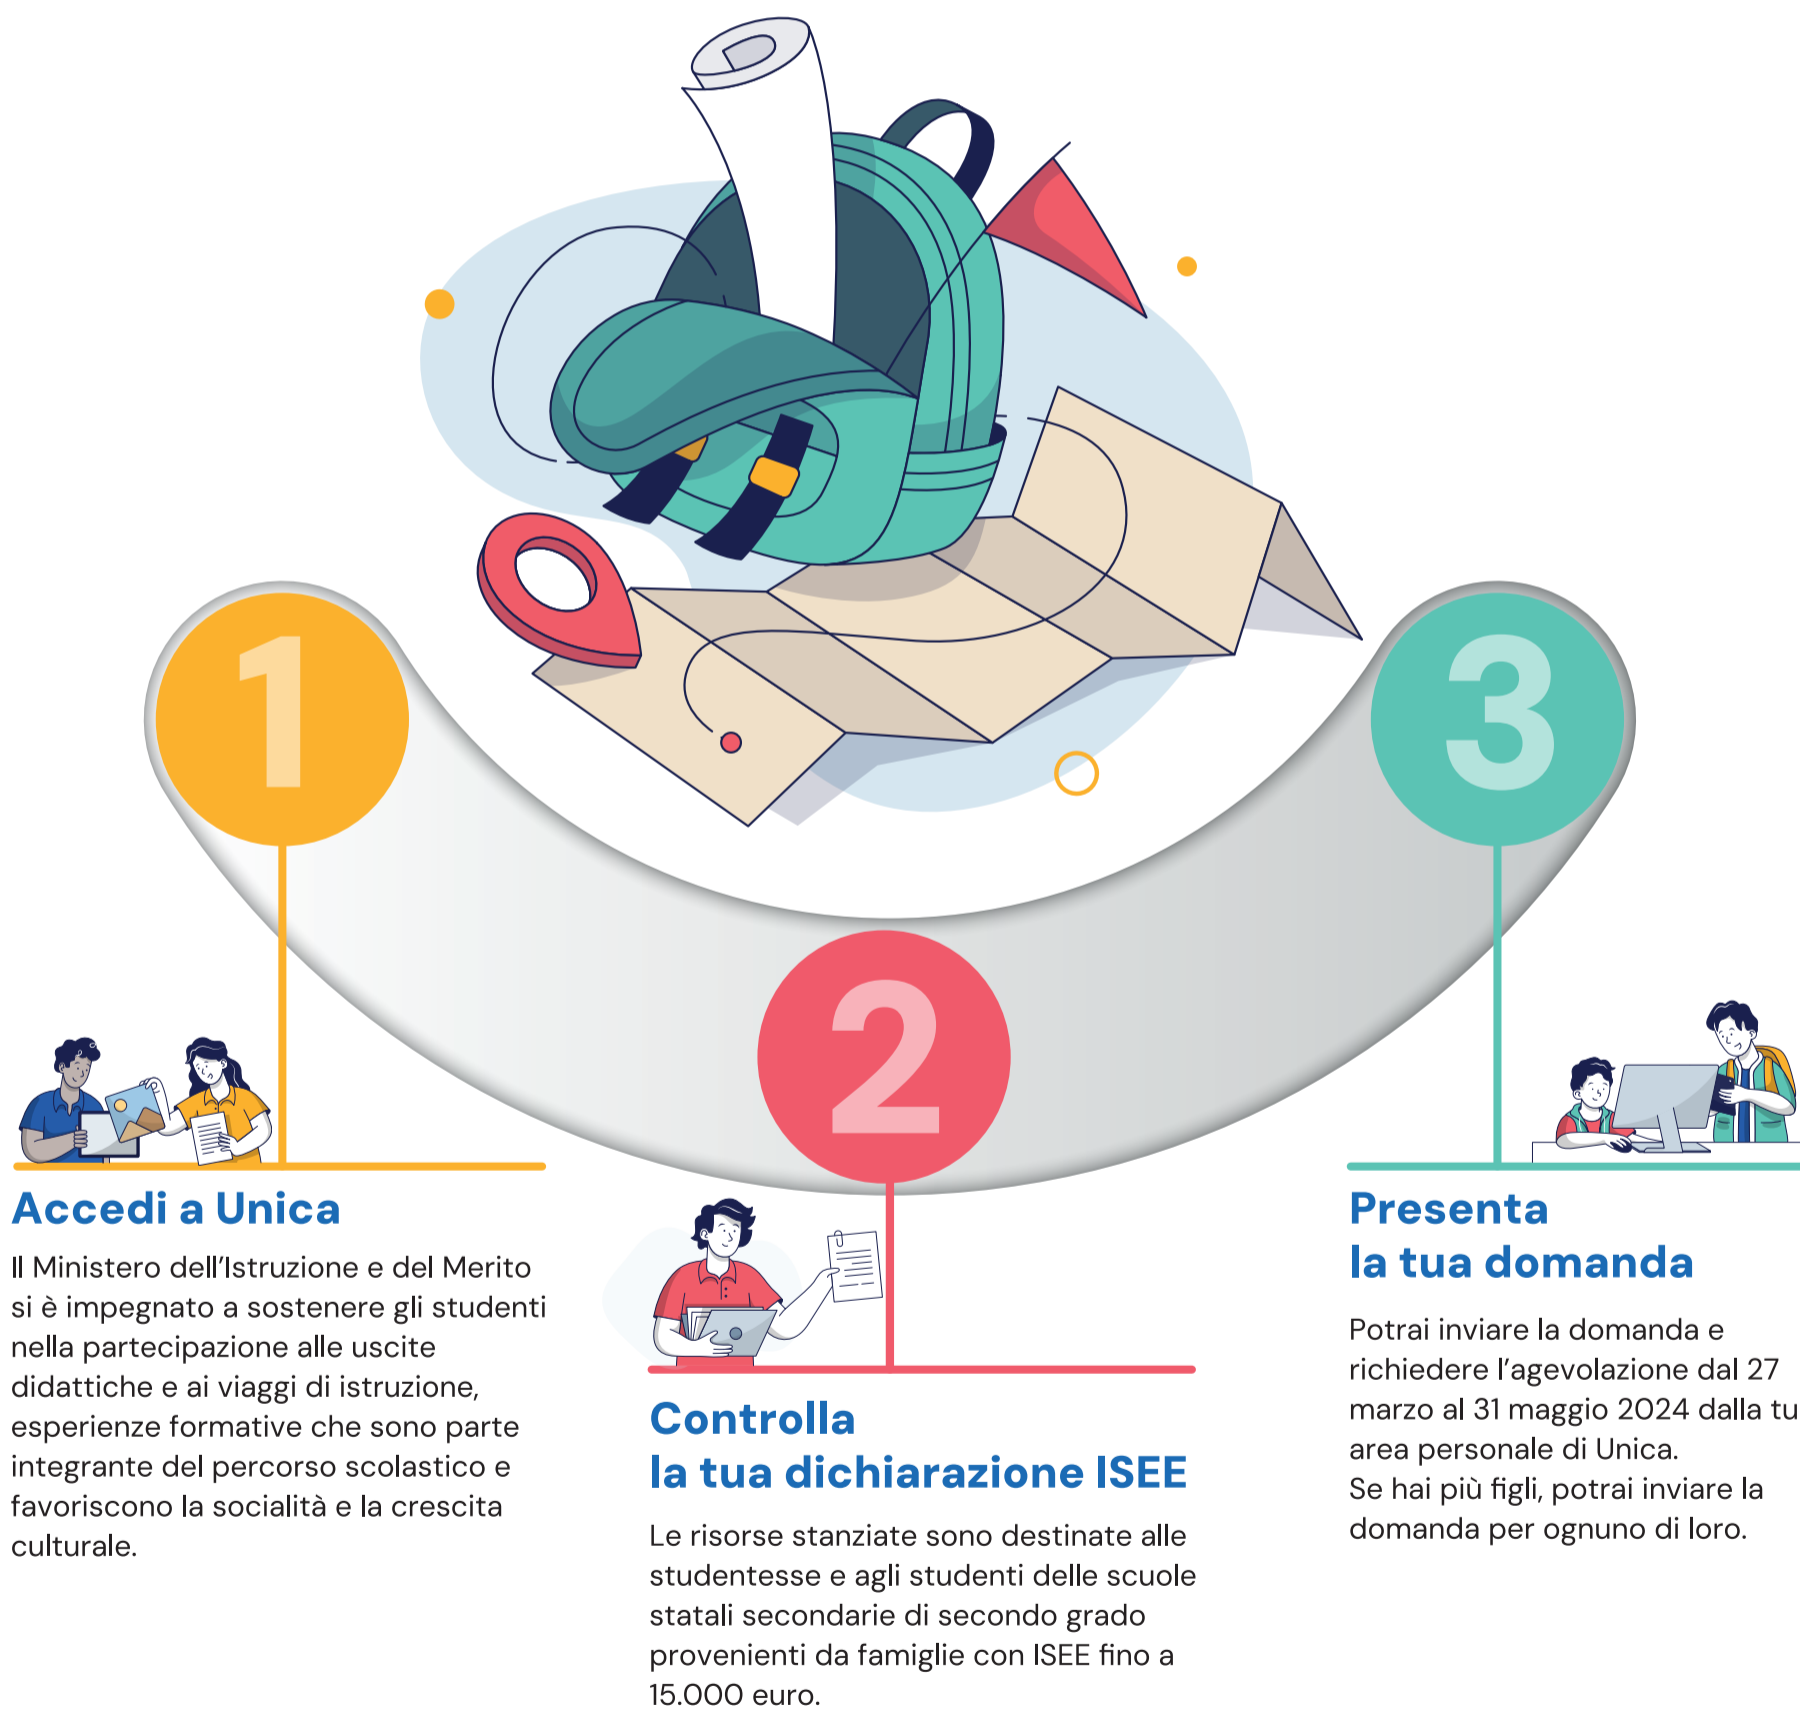 1
Accedi a Unica
Il Ministero dell'Istruzione e del Merito
si è impegnato a sostenere gli studenti
nella partecipazione alle uscite
didattiche e ai viaggi di istruzione,
esperienze formative che sono parte
integrante del percorso scolastico e
favoriscono la socialità e la crescita
culturale.
2
Controlla
la tua dichiarazione ISEE
Le risorse stanziate sono destinate alle
studentesse e agli studenti delle scuole
statali secondarie di secondo grado
provenienti da famiglie con ISEE fino a
15.000 euro.
3
Presenta
la tua domanda
Potrai inviare la domanda e
richiedere l'agevolazione dal 27
marzo al 31 maggio 2024 dalla tu
area personale di Unica.
Se hai più figli, potrai inviare la
domanda per ognuno di loro.